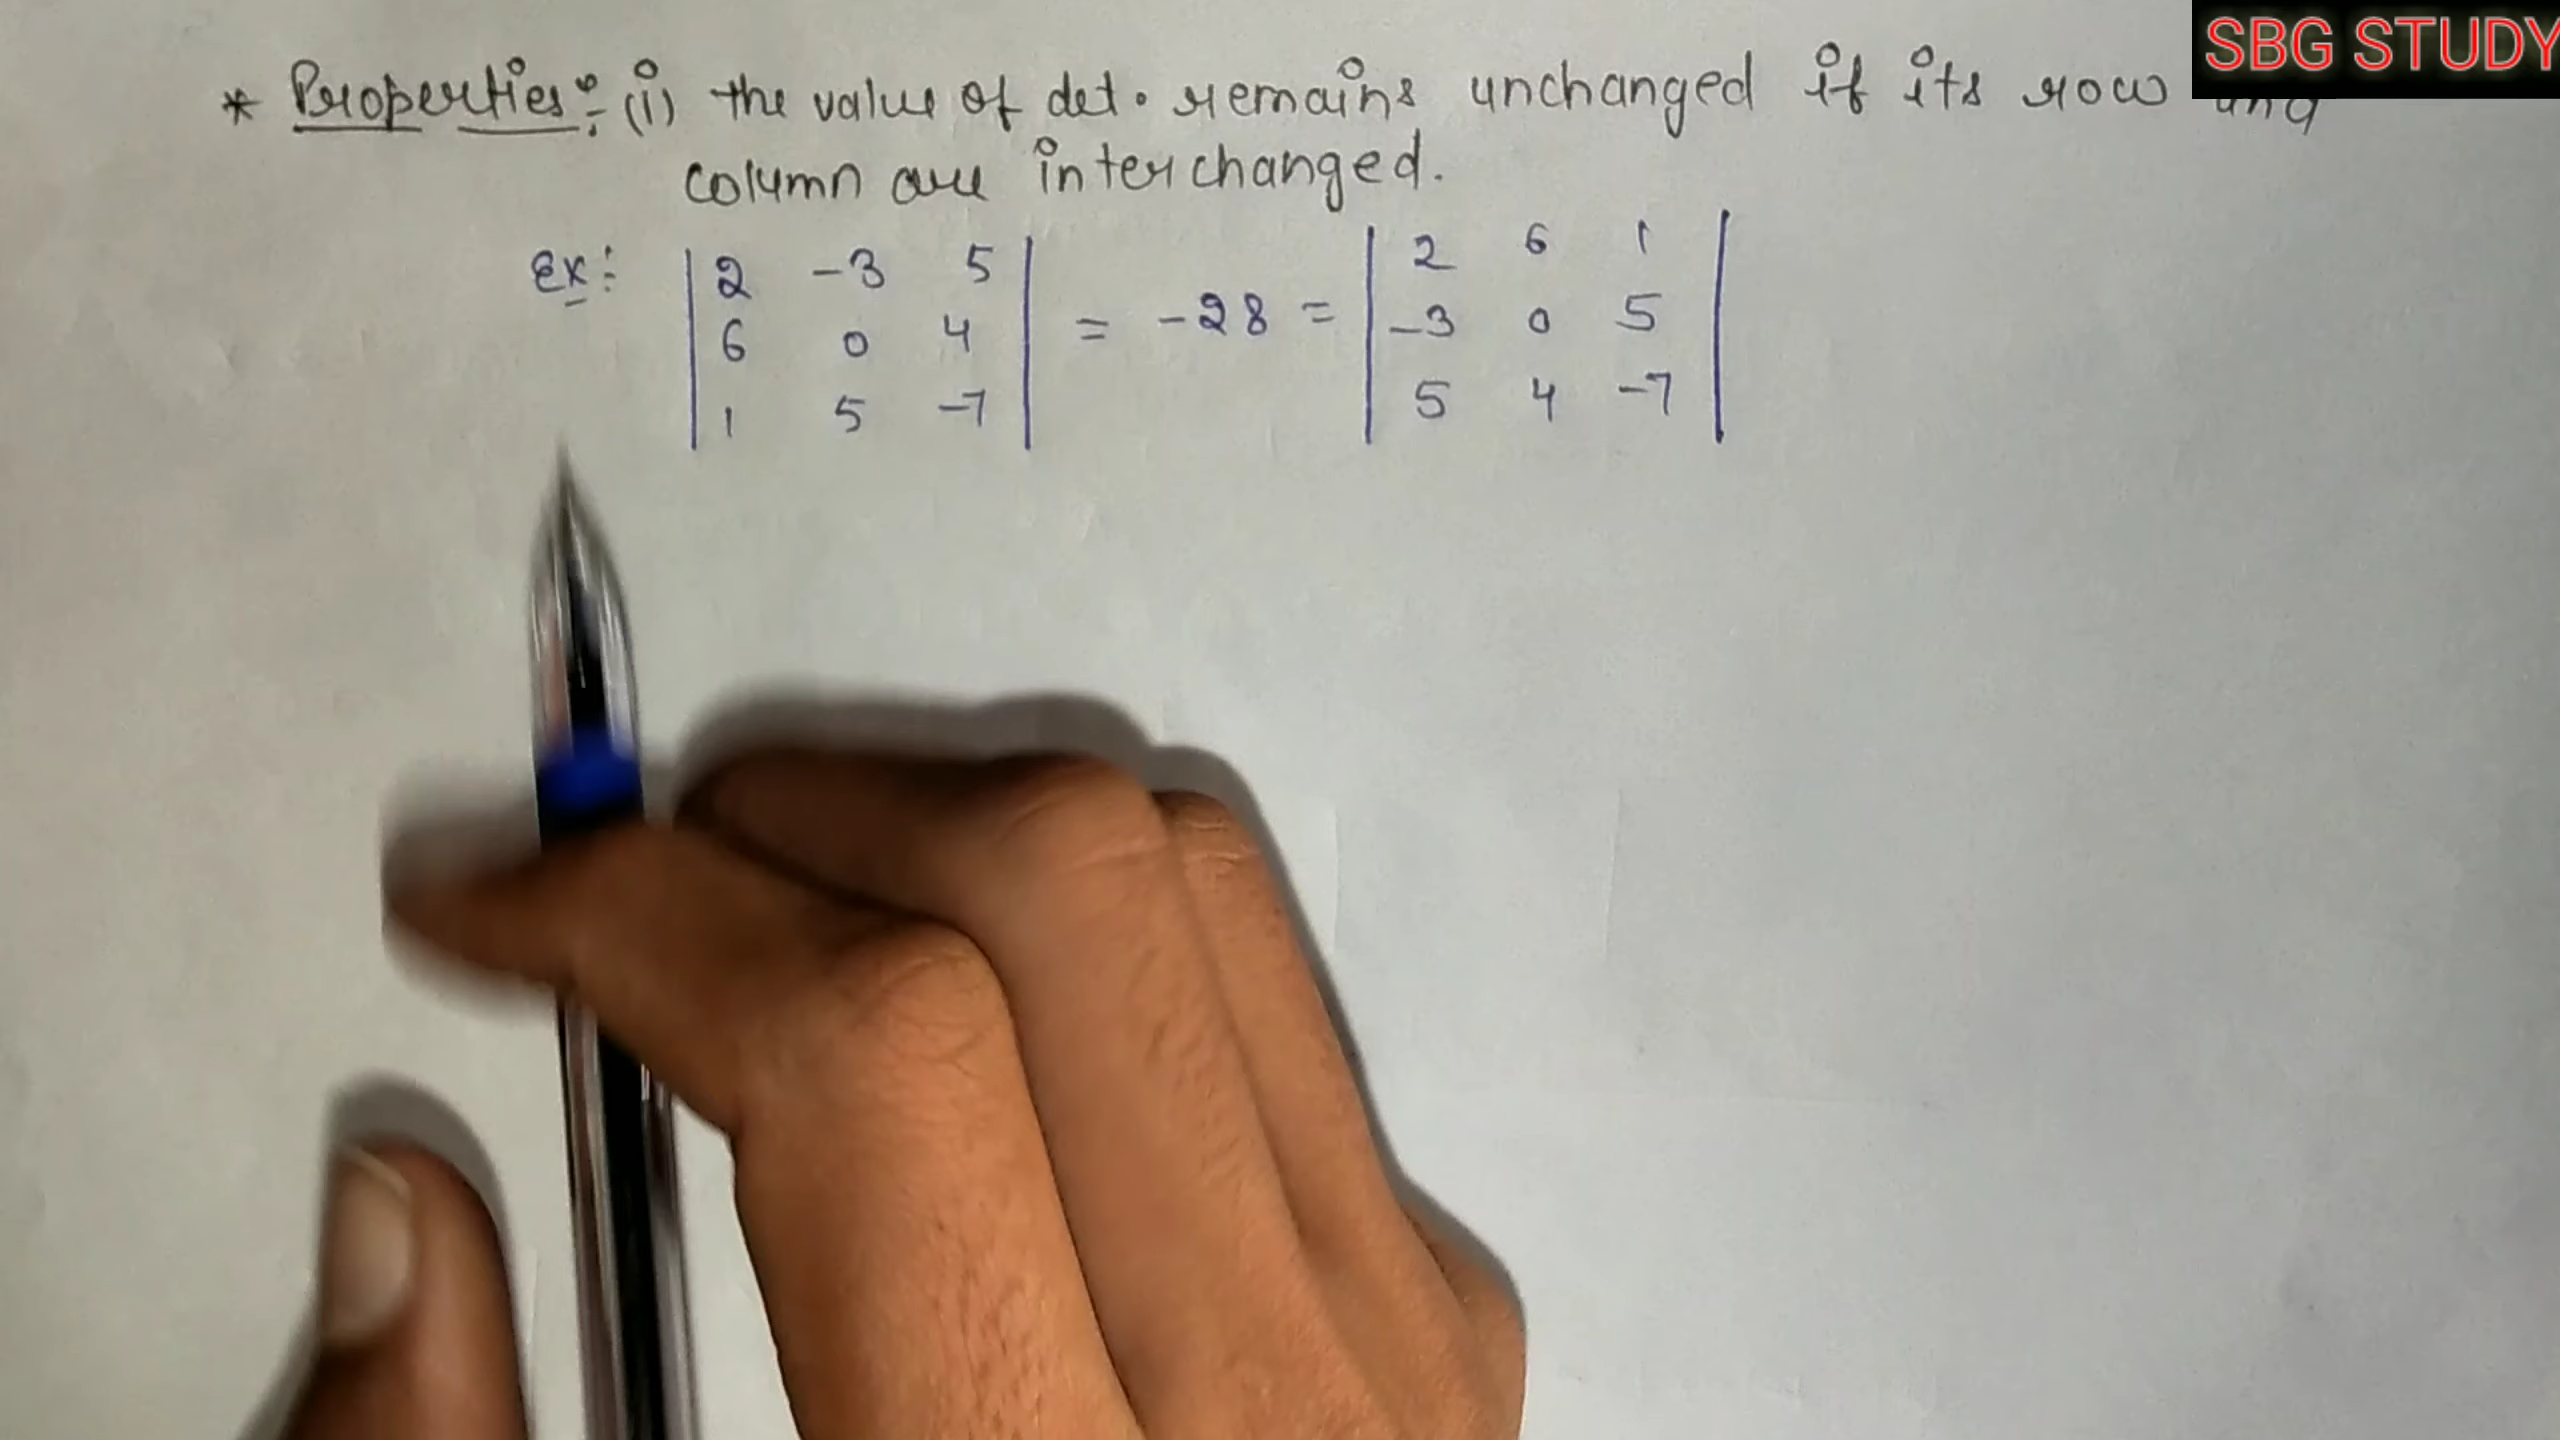 SBG STUDY
* Properties :- (i) the value of det. remains unchanged if its row and
column are interchanged.
Ex:- | 2 -3 5 | = -28 = | 2 6 1 |
| 6 0 4 | | -3 0 5 |
| 1 5 -7 | | 5 4 -7 |